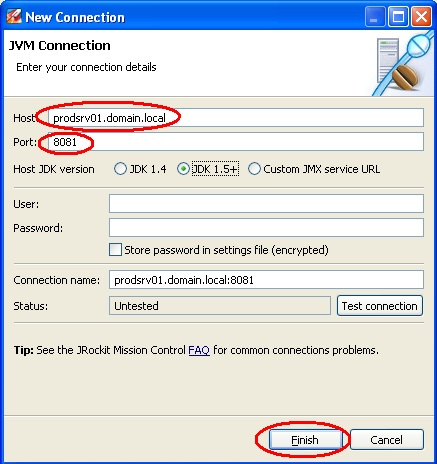 New Connection
JVM Connection
Enter your connection details
Host: prodsrv01.domain.local
Port: 8081
Host JDK version JDK 1.4 JDK 1.5+ Custom JMX service URL
User:
Password:
Store password in settings file (encrypted)
Connection name: prodsrv01.domain.local:8081
Status: Untested Test connection
Tip: See the JRockit Mission Control FAQ for common connections problems.
Finish Cancel